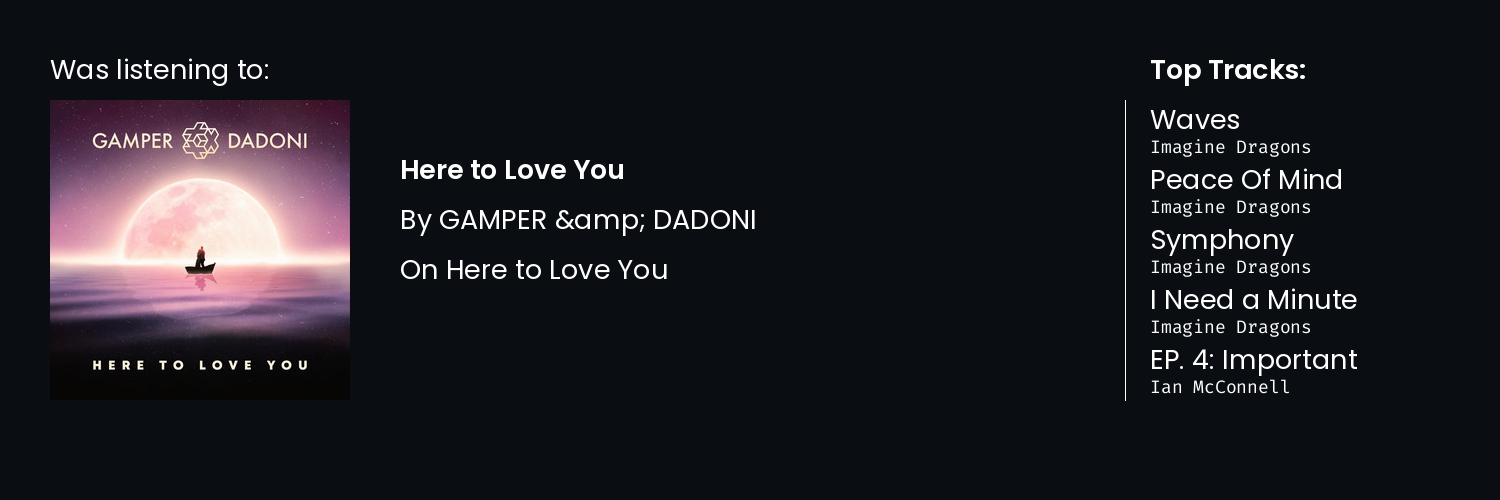 Was listening to:
GAMPER DADONI
HERE TO LOVE YOU
Here to Love You
By GAMPER &amp; DADONI
On Here to Love You
Top Tracks:
Waves
Imagine Dragons
Peace Of Mind
Imagine Dragons
Symphony
Imagine Dragons
I Need a Minute
Imagine Dragons
EP. 4: Important
Ian McConnell